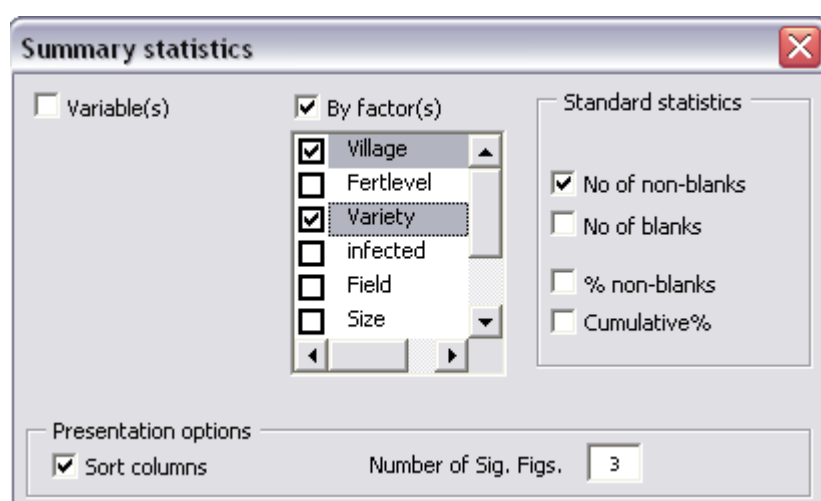 Summary statistics
Variable(s)
By factor(s)
Village
Fertlevel
Variety
infected
Field
Size
Standard statistics
No of non-blanks
No of blanks
% non-blanks
Cumulative%
Presentation options
Sort columns
Number of Sig. Figs. 3